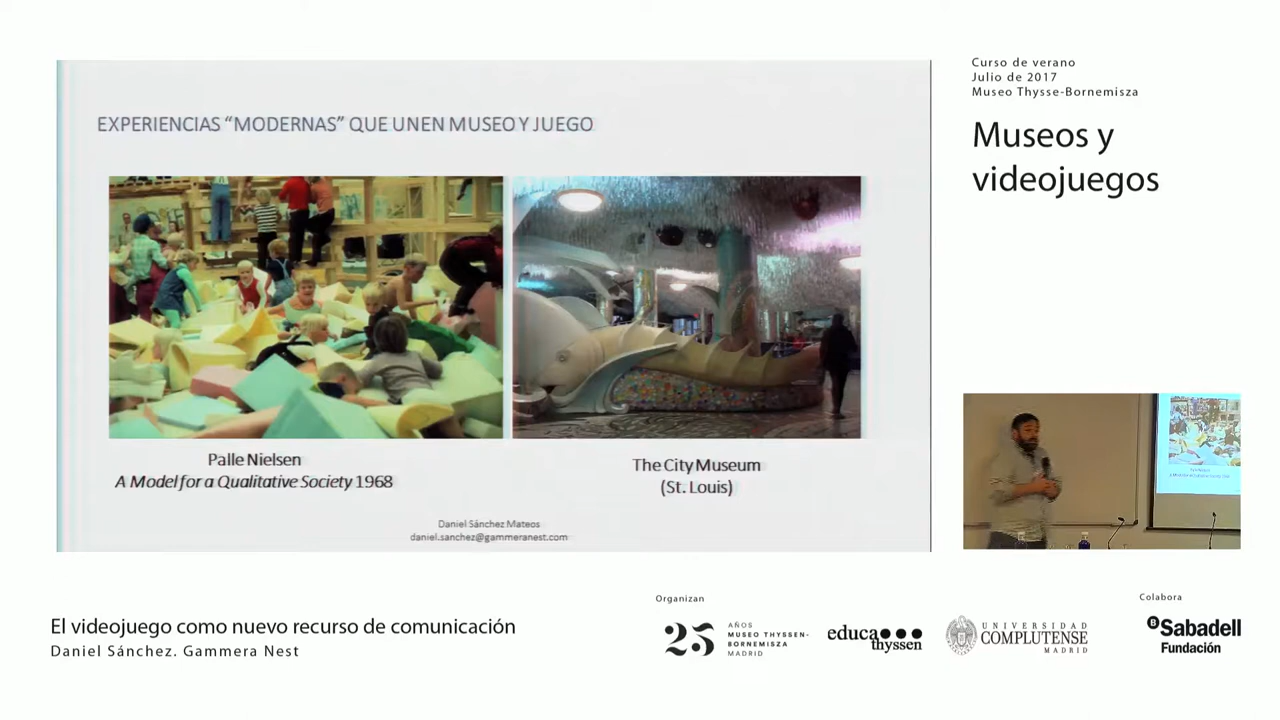 EXPERIENCIAS “MODERNAS” QUE UNEN MUSEO Y JUEGO
Palle Nielsen
A Model for a Qualitative Society 1968
The City Museum
(St. Louis)
Daniel Sánchez Mateos
daniel.sanchez@gammeranest.com
Curso de verano
Julio de 2017
Museo Thysse-Bornemisza
Museos y
videojuegos
El videojuego como nuevo recurso de comunicación
Daniel Sánchez. Gammera Nest
Organizan
25 AÑOS
MUSEO THYSSEN-
BORNEMISZA
MADRID
educa
thyssen
UNIVERSIDAD
COMPLUTENSE
MADRID
Colabora
B Sabadell
Fundación